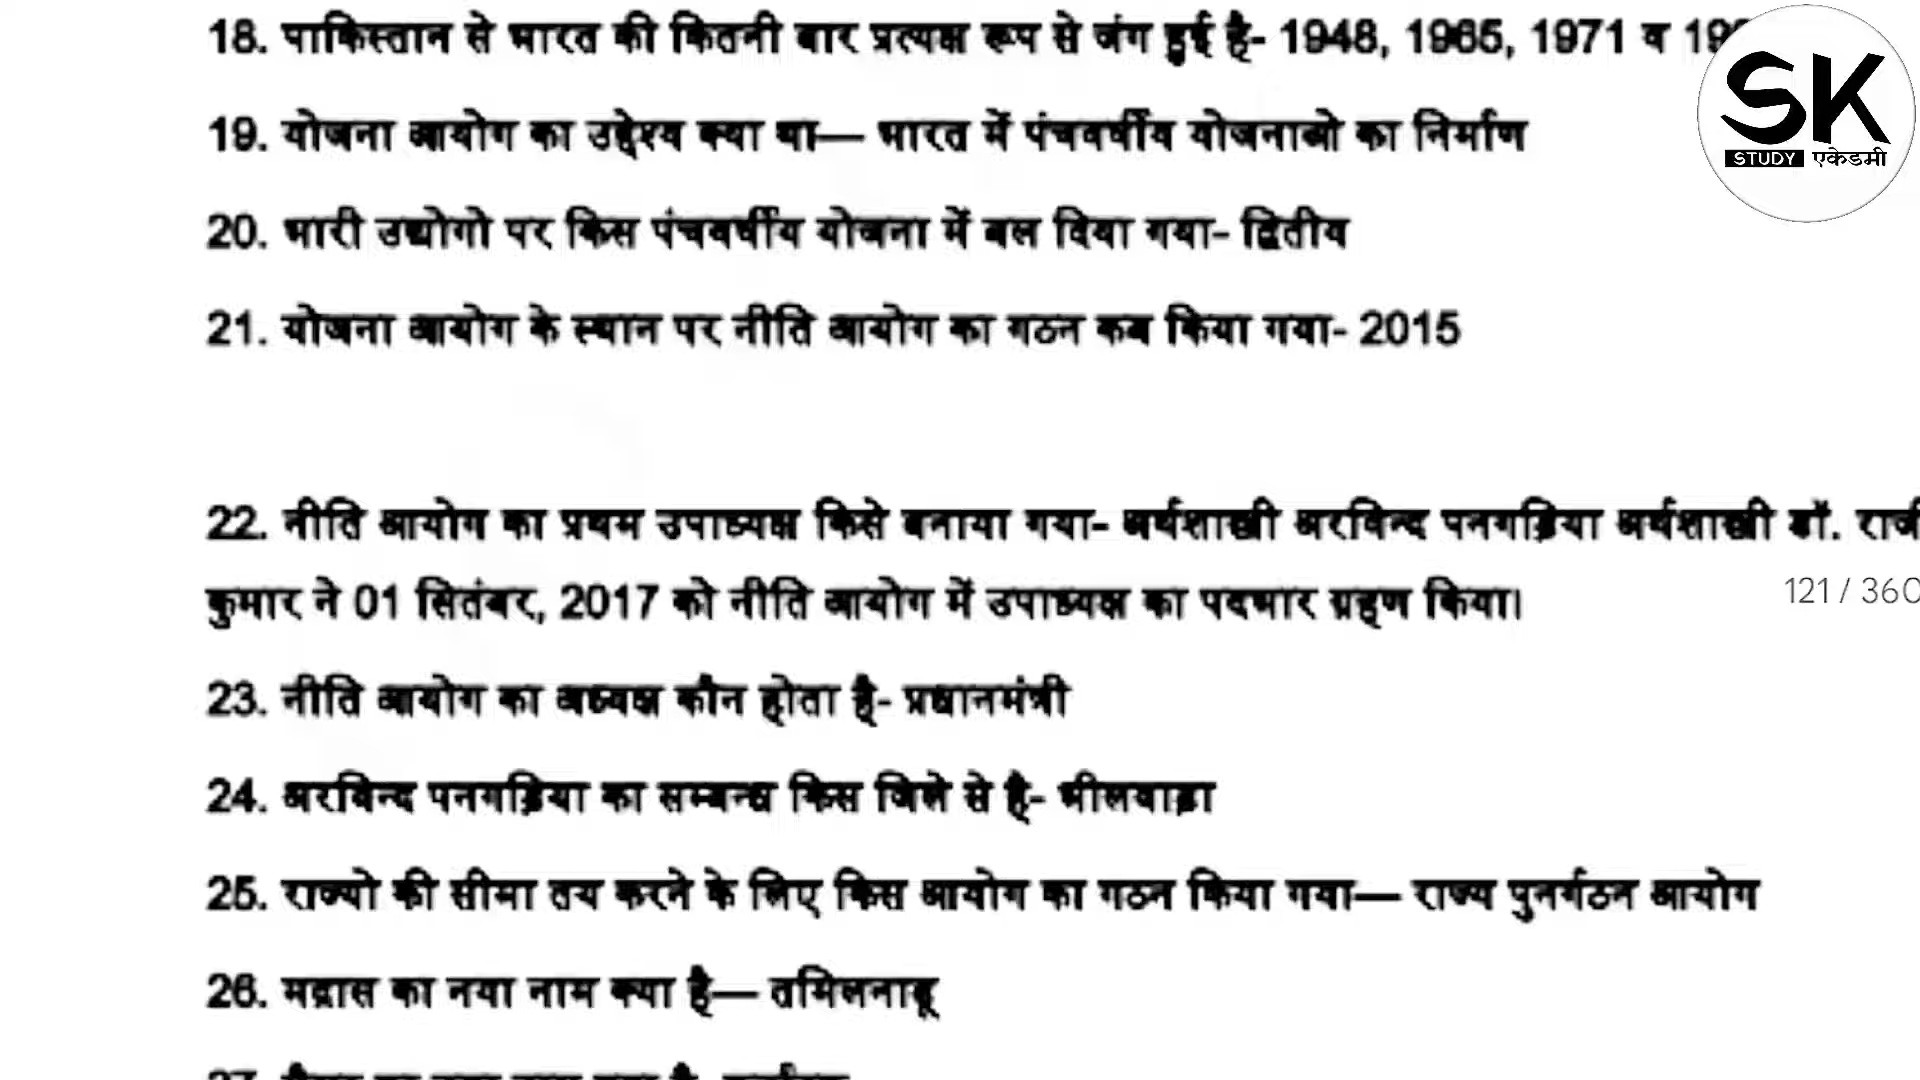 18. पाकिस्तान से भारत की कितनी बार प्रत्यक्ष रूप से जंग हुई है- 1948, 1965, 1971 व
SK
STUDY एकेडमी
19. योजना आयोग का उद्देश्य क्या था— भारत में पंचवर्षीय योजनाओ का निर्माण
20. भारी उद्योगो पर किस पंचवर्षीय योजना में बल दिया गया- द्वितीय
21. योजना आयोग के स्थान पर नीति आयोग का गठन कब किया गया- 2015
22. नीति आयोग का प्रथम उपाध्यक्ष किसे बनाया गया- अर्थशास्त्री अरविन्द पनगड़िया अर्थशास्त्री डॉ.
कुमार ने 01 सितंबर, 2017 को नीति आयोग में उपाध्यक्ष का पदभार ग्रहण किया।
121 / 360
23. नीति आयोग का अध्यक्ष कौन होता है- प्रधानमंत्री
24. अरविन्द पनगड़िया का सम्बन्ध किस जिले से है- भीलवाड़ा
25. राज्यो की सीमा तय करने के लिए किस आयोग का गठन किया गया— राज्य पुनर्गठन आयोग
26. मद्रास का नया नाम क्या है— तमिलनाडू